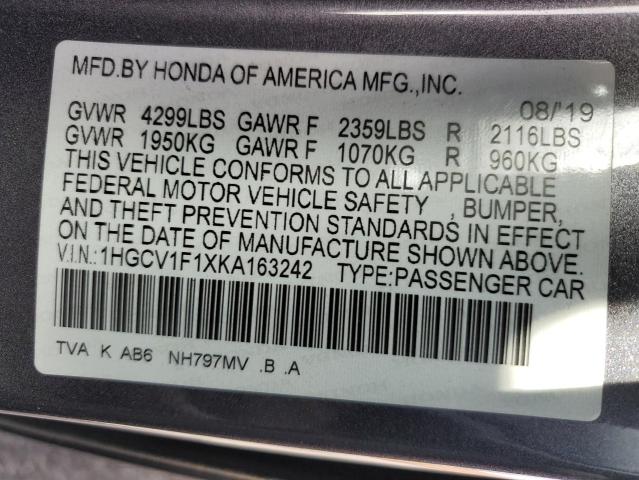 MFD.BY HONDA OF AMERICA MFG.,INC.
08/'19
GVWR 4299LBS GAWR F 2359LBS R 2116LBS
GVWR 1950KG GAWR F 1070KG R 960KG
THIS VEHICLE CONFORMS TO ALL APPLICABLE
FEDERAL MOTOR VEHICLE SAFETY , BUMPER,
AND THEFT PREVENTION STANDARDS IN EFFECT
ON THE DATE OF MANUFACTURE SHOWN ABOVE.
V.I.N.:1HGCV1F1XKA163242 TYPE:PASSENGER CAR
TVA K AB6 NH797MV .B .A